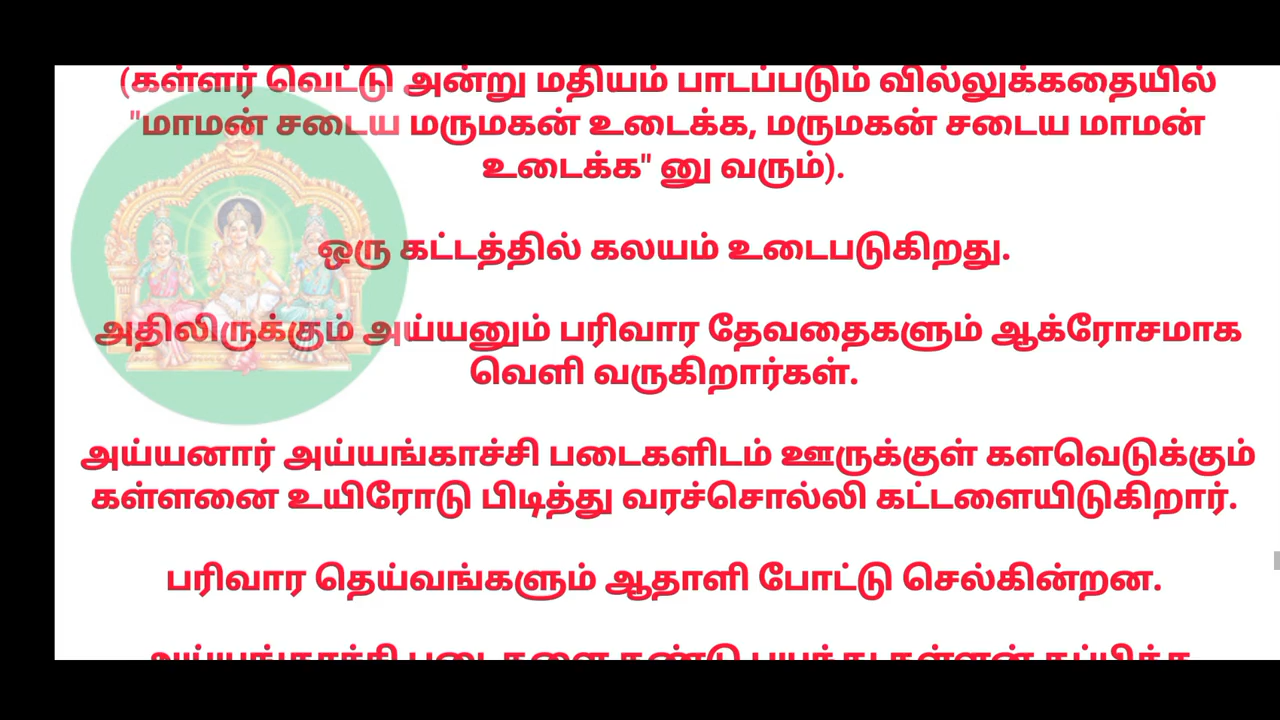 (கள்ளர் வெட்டு அன்று மதியம் பாடப்படும் வில்லுக்கதையில்
"மாமன் சடைய மருமகன் உடைக்க, மருமகன் சடைய மாமன்
உடைக்க" னு வரும்).
ஒரு கட்டத்தில் கலயம் உடைபடுகிறது.
அதிலிருக்கும் அய்யனும் பரிவார தேவதைகளும் ஆக்ரோசமாக
வெளி வருகிறார்கள்.
அய்யனார் அய்யங்காச்சி படைகளிடம் ஊருக்குள் களவெடுக்கும்
கள்ளனை உயிரோடு பிடித்து வரச்சொல்லி கட்டளையிடுகிறார்.
பரிவார தெய்வங்களும் ஆதாளி போட்டு செல்கின்றன.